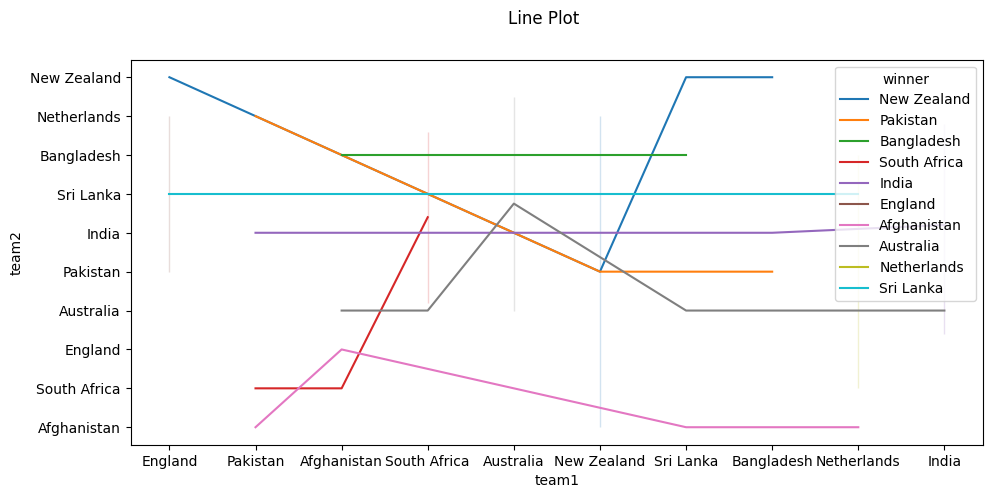 Line Plot
New Zealand
Netherlands
Bangladesh
Sri Lanka
India
Pakistan
Australia
England
South Africa
Afghanistan
team2
winner
New Zealand
Pakistan
Bangladesh
South Africa
India
England
Afghanistan
Australia
Netherlands
Sri Lanka
England Pakistan Afghanistan South Africa Australia New Zealand Sri Lanka Bangladesh Netherlands India
team1